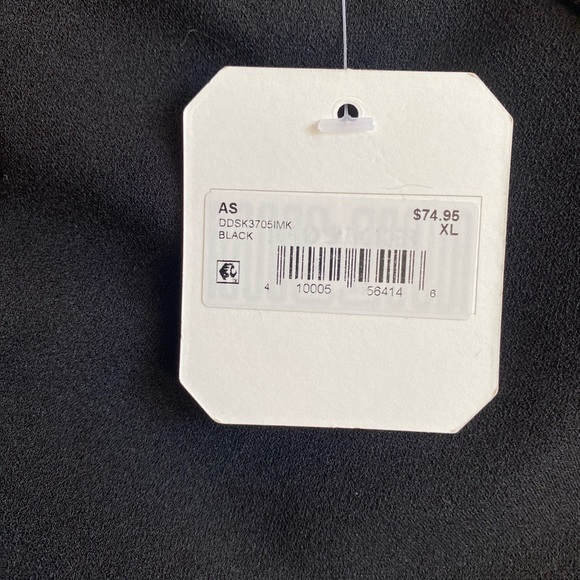 AS
DDSK3705IMK
BLACK
$74.95
XL
4 10005 56414 6